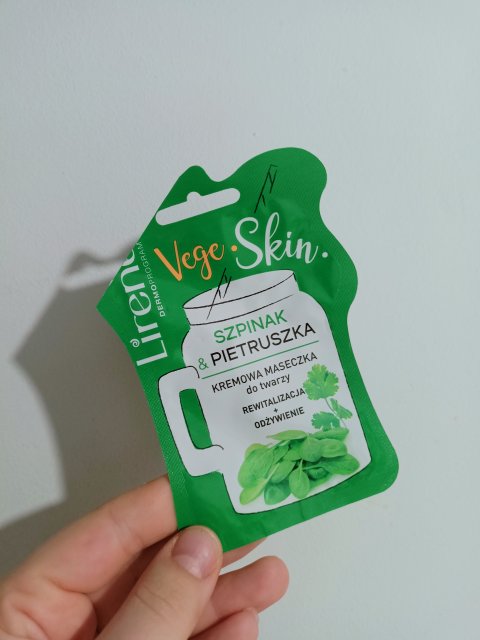 Lirene
DERMOPROGRAM
Vege · Skin ·
SZPINAK
& PIETRUSZKA
KREMOWA MASECZKA
do twarzy
REWITALIZACJA
+
ODŻYWIENIE